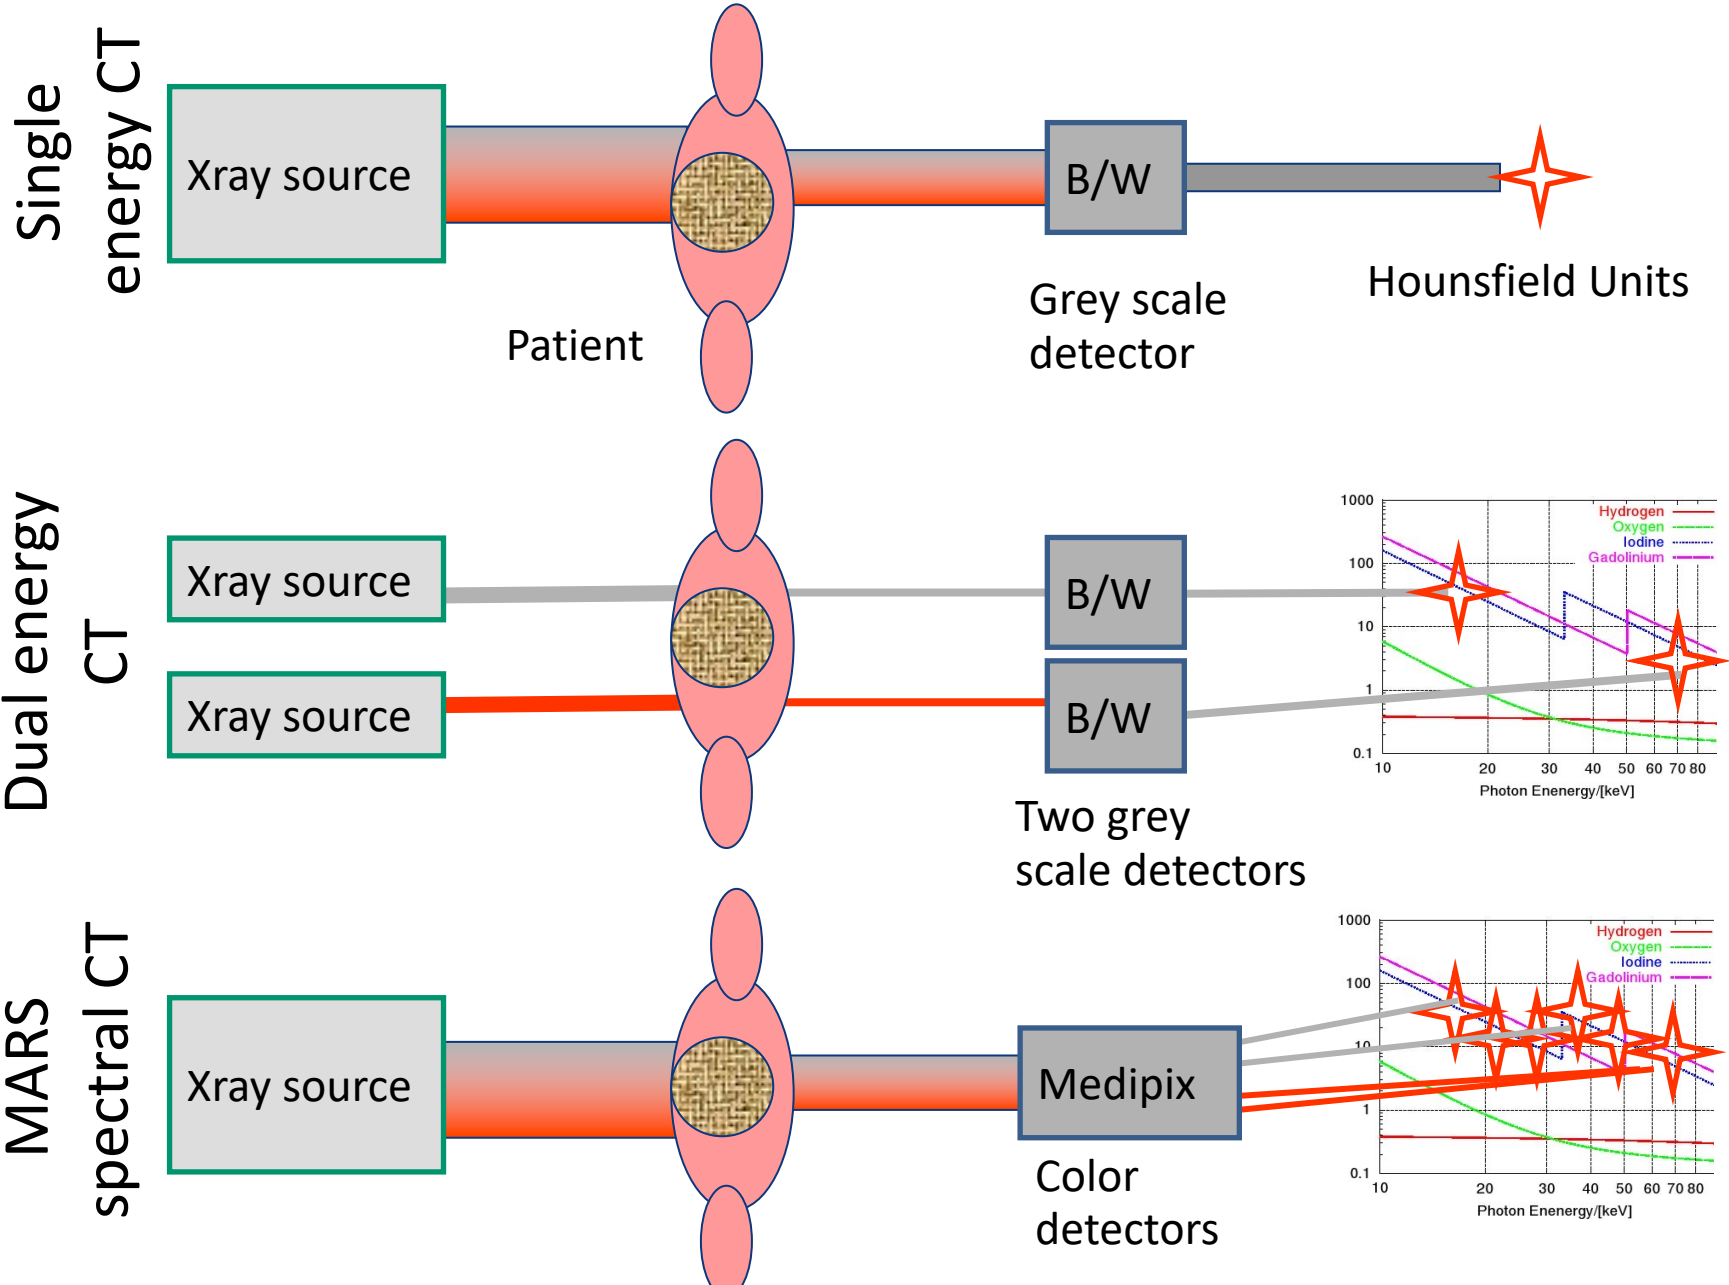 Single
energy CT
Xray source
B/W
Patient
Grey scale
detector
Hounsfield Units
Dual energy
CT
Xray source
Xray source
B/W
B/W
Two grey
scale detectors
1000
100
10
1
0.1
Hydrogen
Oxygen
Iodine
Gadolinium
10 20 30 40 50 60 70 80
Photon Enenergy/[keV]
MARS
spectral CT
Xray source
Medipix
Color
detectors
1000
100
10
1
0.1
Hydrogen
Oxygen
Iodine
Gadolinium
10 20 30 40 50 60 70 80
Photon Enenergy/[keV]